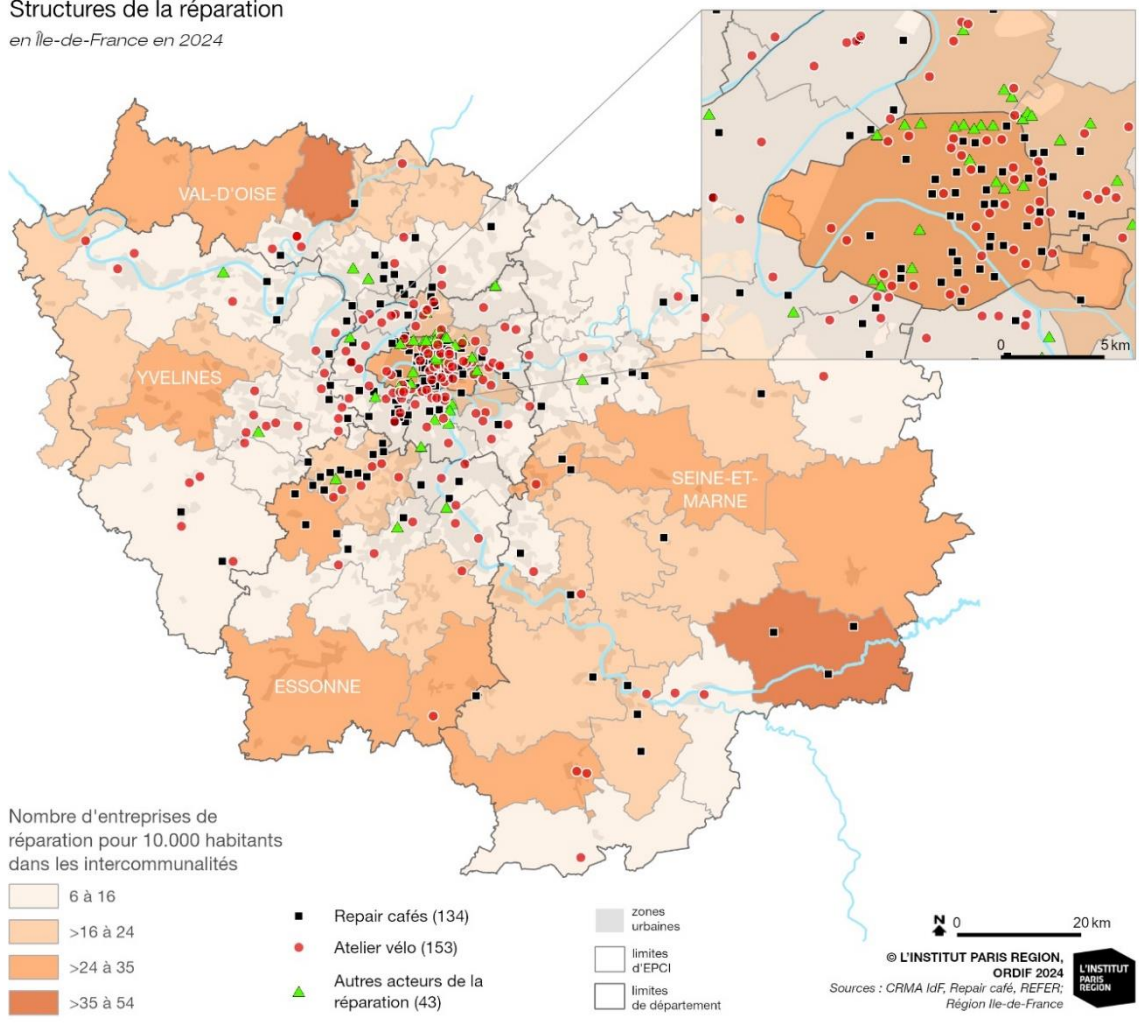 Structures de la réparation
en Île-de-France en 2024
VAL-D'OISE
YVELINES
SEINE-ET-
MARNE
ESSONNE
0 5 km
Nombre d'entreprises de
réparation pour 10.000 habitants
dans les intercommunalités
6 à 16
>16 à 24
>24 à 35
>35 à 54
Repair cafés (134)
Atelier vélo (153)
Autres acteurs de la
réparation (43)
zones
urbaines
limites
d'EPCI
limites
de département
N 0 20 km
© L'INSTITUT PARIS REGION,
ORDIF 2024
Sources : CRMA IdF, Repair café, REFER;
Région Ile-de-France
L'INSTITUT
PARIS
REGION